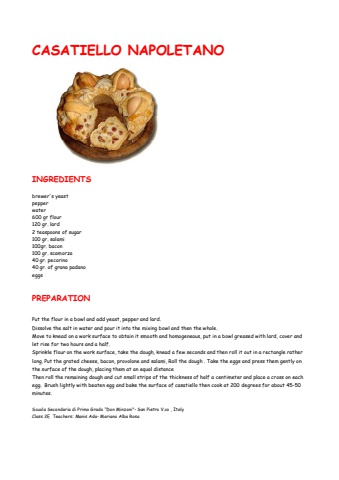 CASATIELLO NAPOLETANO
INGREDIENTS
brewer's yeast
pepper
water
600 gr flour
120 gr. lard
2 teaspoons of sugar
100 gr. salami
100gr. bacon
100 gr. scamorza
40 gr. pecorino
40 gr. of grana padano
eggs
PREPARATION
Put the flour in a bowl and add yeast, pepper and lard.
Dissolve the salt in water and pour it into the mixing bowl and then the whole.
Move to knead on a work surface to obtain it smooth and homogeneous, put in a bowl greased with lard, cover and
let rise for two hours and a half.
Sprinkle flour on the work surface, take the dough, knead a few seconds and then roll it out in a rectangle rather
long, Put the grated cheese, bacon, provolone and salami, Roll the dough . Take the eggs and press them gently on
the surface of the dough, placing them at an equal distance
Then roll the remaining dough and cut small strips of the thickness of half a centimeter and place a cross on each
egg. Brush lightly with beaten egg and bake the surface of casatiello then cook at 200 degrees for about 45-50
minutes.
Scuola Secondaria di Primo Grado "Don Minzoni"- San Pietro V.co , Italy
Class 3E Teachers: Monia Ada- Mariano Alba Rosa